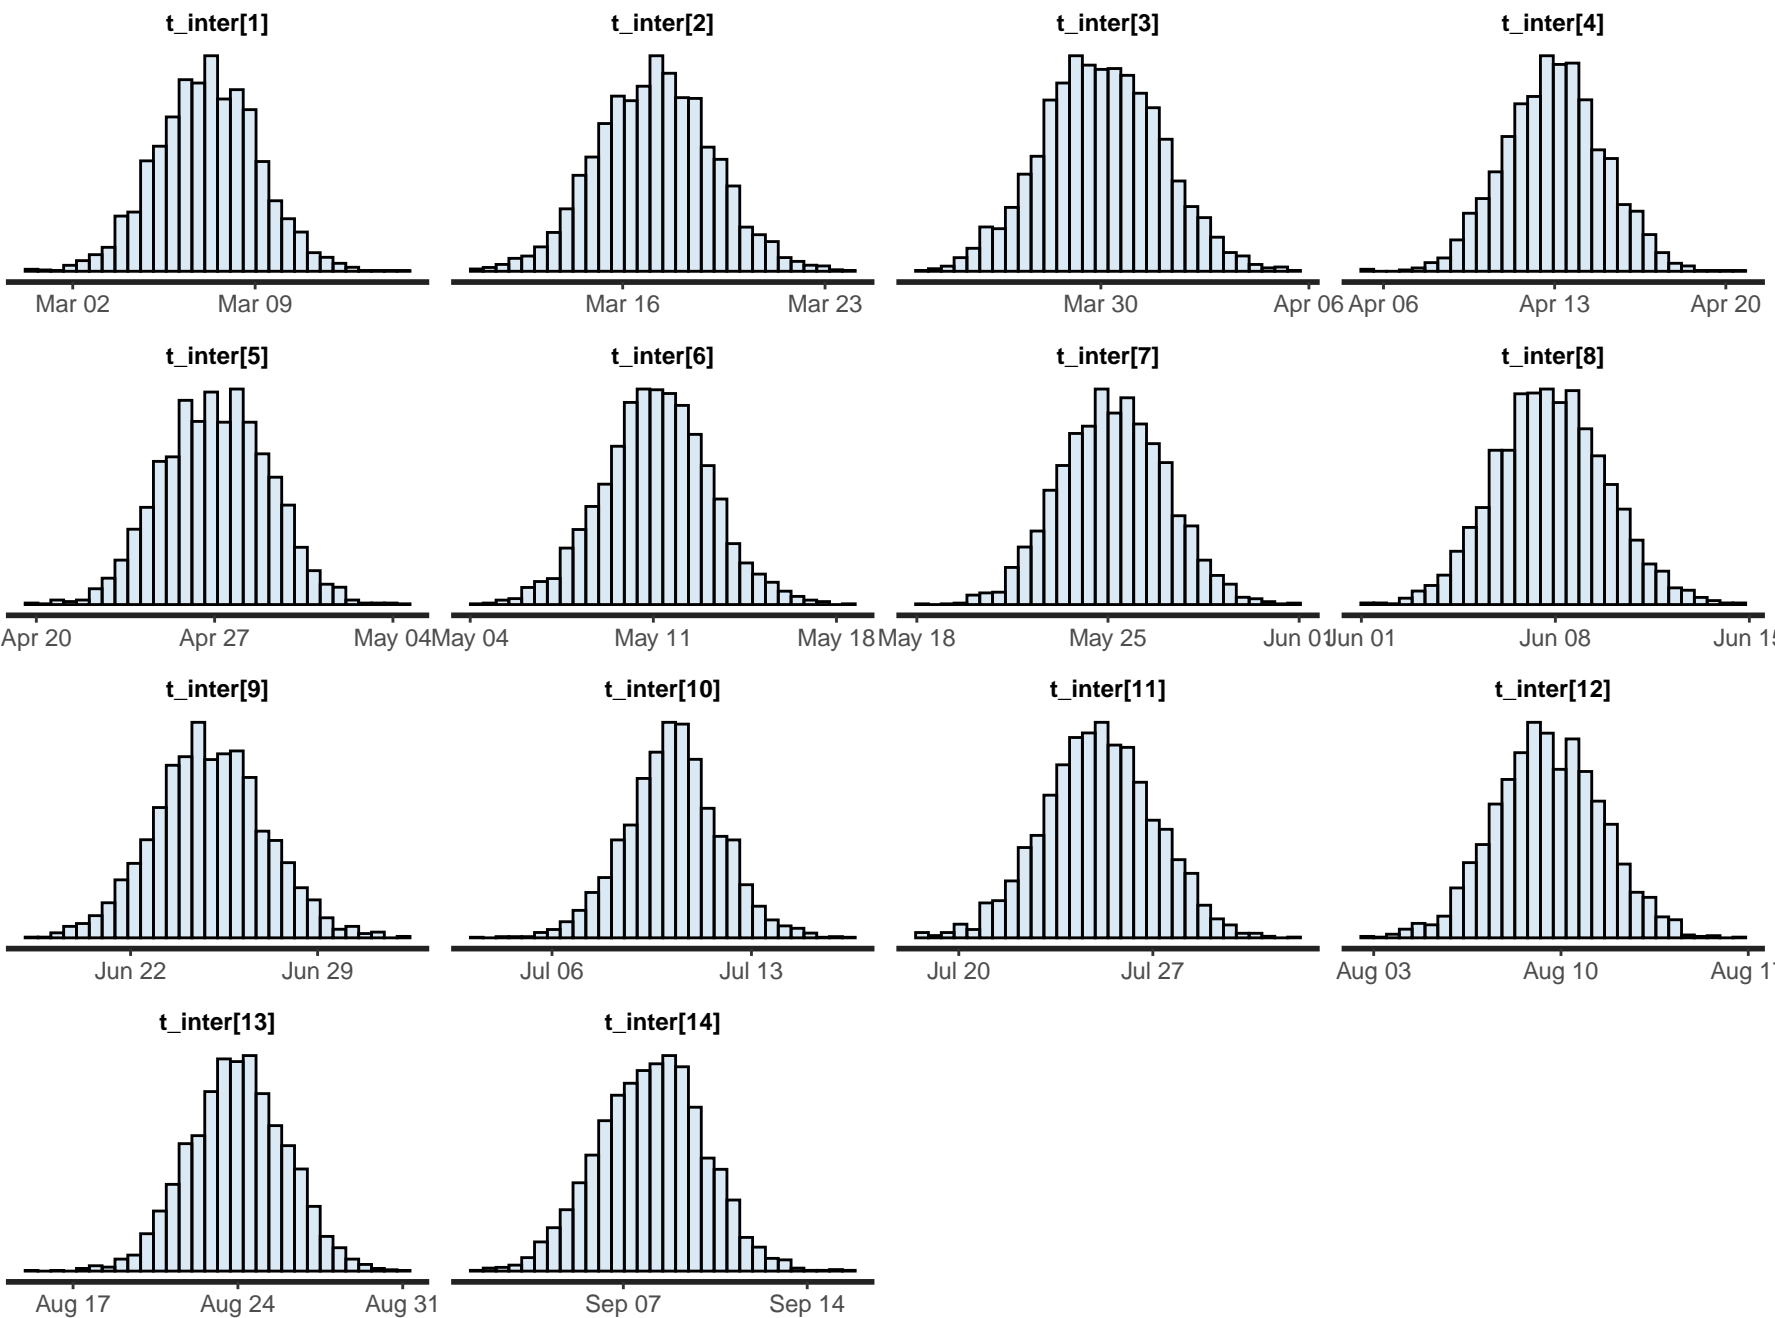 t_inter[1] t_inter[2] t_inter[3] t_inter[4]
Mar 02 Mar 09 Mar 16 Mar 23 Mar 30 Apr 06 Apr 06 Apr 13 Apr 20
t_inter[5] t_inter[6] t_inter[7] t_inter[8]
Apr 20 Apr 27 May 04 May 04 May 11 May 18 May 18 May 25 Jun 01 Jun 01 Jun 08 Jun 15
t_inter[9] t_inter[10] t_inter[11] t_inter[12]
Jun 22 Jun 29 Jul 06 Jul 13 Jul 20 Jul 27 Aug 03 Aug 10 Aug 17
t_inter[13] t_inter[14]
Aug 17 Aug 24 Aug 31 Sep 07 Sep 14